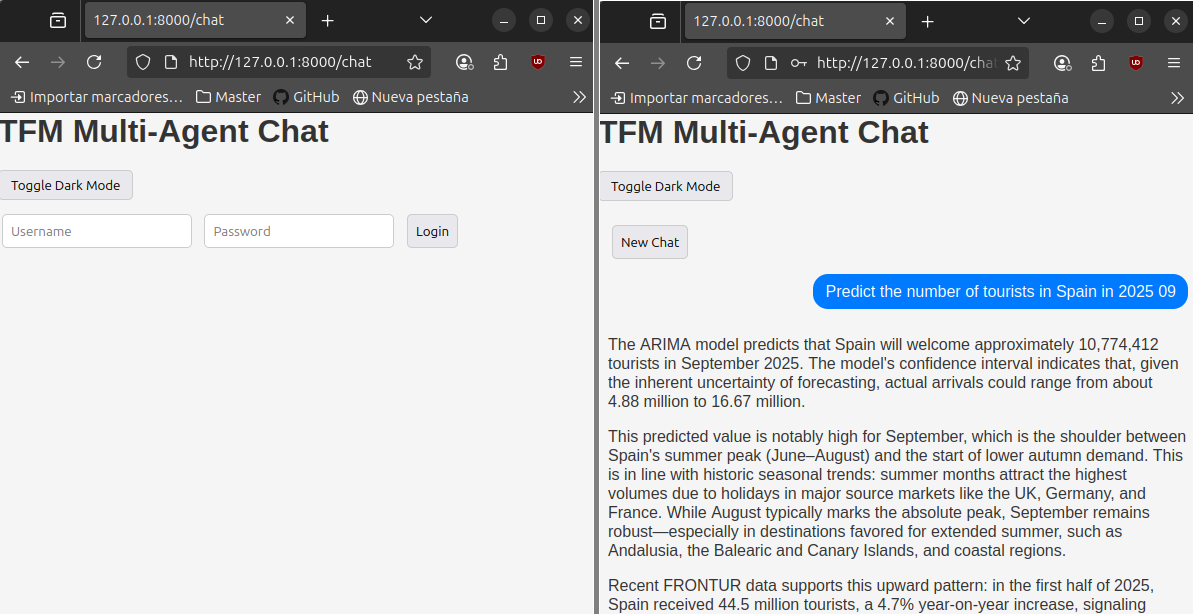 127.0.0.1:8000/chat
http://127.0.0.1:8000/chat
Importar marcadores… Master GitHub Nueva pestaña
TFM Multi-Agent Chat
Toggle Dark Mode
Username Password Login
127.0.0.1:8000/chat
http://127.0.0.1:8000/cha
Importar marcadores… Master GitHub Nueva pestaña
TFM Multi-Agent Chat
Toggle Dark Mode
New Chat
Predict the number of tourists in Spain in 2025 09
The ARIMA model predicts that Spain will welcome approximately 10,774,412
tourists in September 2025. The model's confidence interval indicates that, given
the inherent uncertainty of forecasting, actual arrivals could range from about
4.88 million to 16.67 million.
This predicted value is notably high for September, which is the shoulder between
Spain's summer peak (June–August) and the start of lower autumn demand. This
is in line with historic seasonal trends: summer months attract the highest
volumes due to holidays in major source markets like the UK, Germany, and
France. While August typically marks the absolute peak, September remains
robust—especially in destinations favored for extended summer, such as
Andalusia, the Balearic and Canary Islands, and coastal regions.
Recent FRONTUR data supports this upward pattern: in the first half of 2025,
Spain received 44.5 million tourists, a 4.7% year-on-year increase, signaling